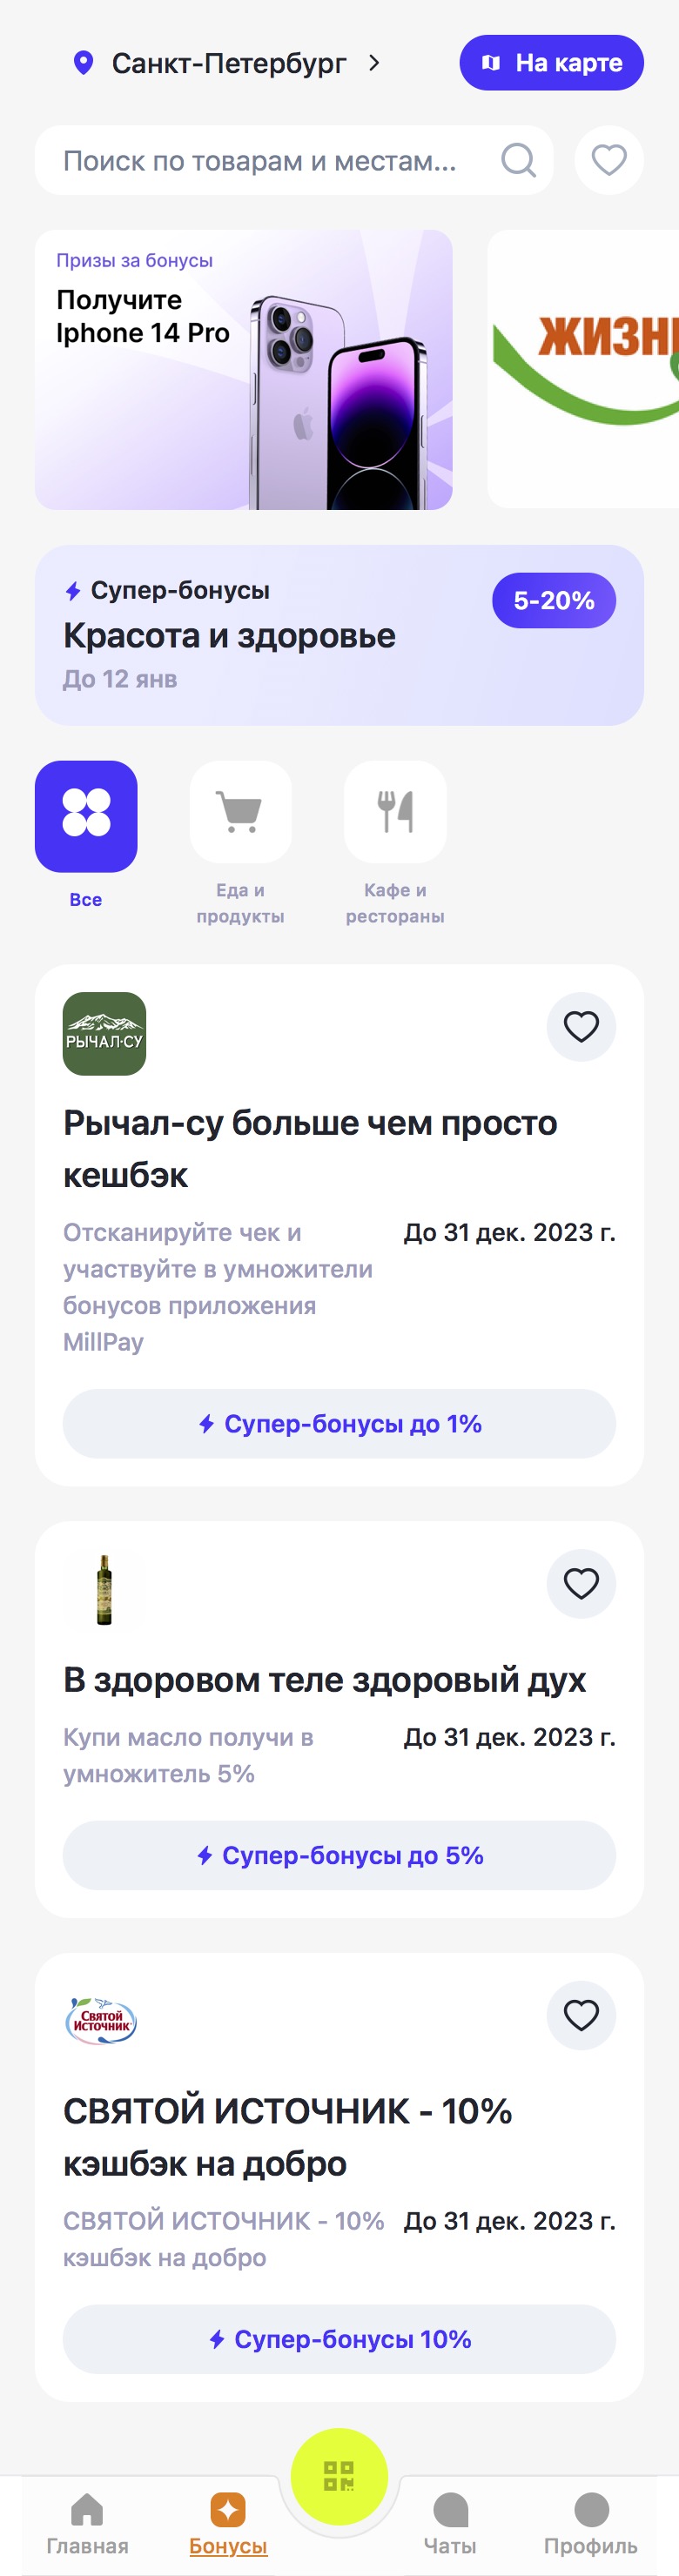 Санкт-Петербург
На карте
Поиск по товарам и местам...
Призы за бонусы
Получите
Iphone 14 Pro
Супер-бонусы
Красота и здоровье
До 12 янв
5-20%
Все
Еда и
продукты
Кафе и
рестораны
РЫЧАЛ·СУ
Рычал-су больше чем просто
кешбэк
Отсканируйте чек и
участвуйте в умножители
бонусов приложения
MillPay
До 31 дек. 2023 г.
Супер-бонусы до 1%
В здоровом теле здоровый дух
Купи масло получи в
умножитель 5%
До 31 дек. 2023 г.
Супер-бонусы до 5%
Святой
Источник
СВЯТОЙ ИСТОЧНИК - 10%
кэшбэк на добро
СВЯТОЙ ИСТОЧНИК - 10%
кэшбэк на добро
До 31 дек. 2023 г.
Супер-бонусы 10%
Главная
Бонусы
Чаты
Профиль